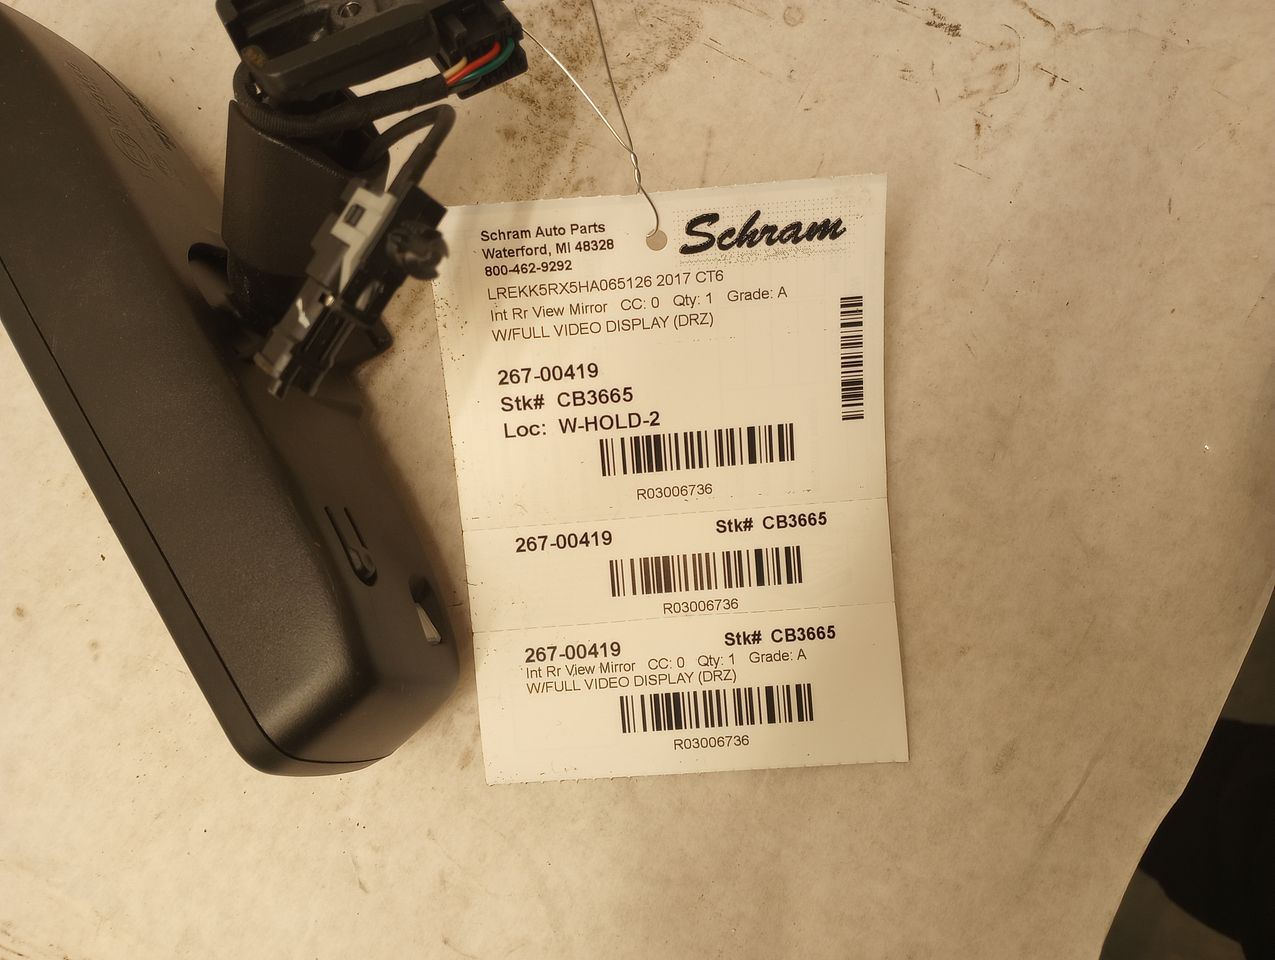 Schram Auto Parts
Waterford, MI 48328
800-462-9292
Schram
LREKK5RX5HA065126 2017 CT6
Int Rr View Mirror CC: 0 Qty: 1 Grade: A
W/FULL VIDEO DISPLAY (DRZ)
267-00419
Stk# CB3665
Loc: W-HOLD-2
R03006736
267-00419 Stk# CB3665
R03006736
267-00419 Stk# CB3665
Int Rr View Mirror CC: 0 Qty: 1 Grade: A
W/FULL VIDEO DISPLAY (DRZ)
R03006736